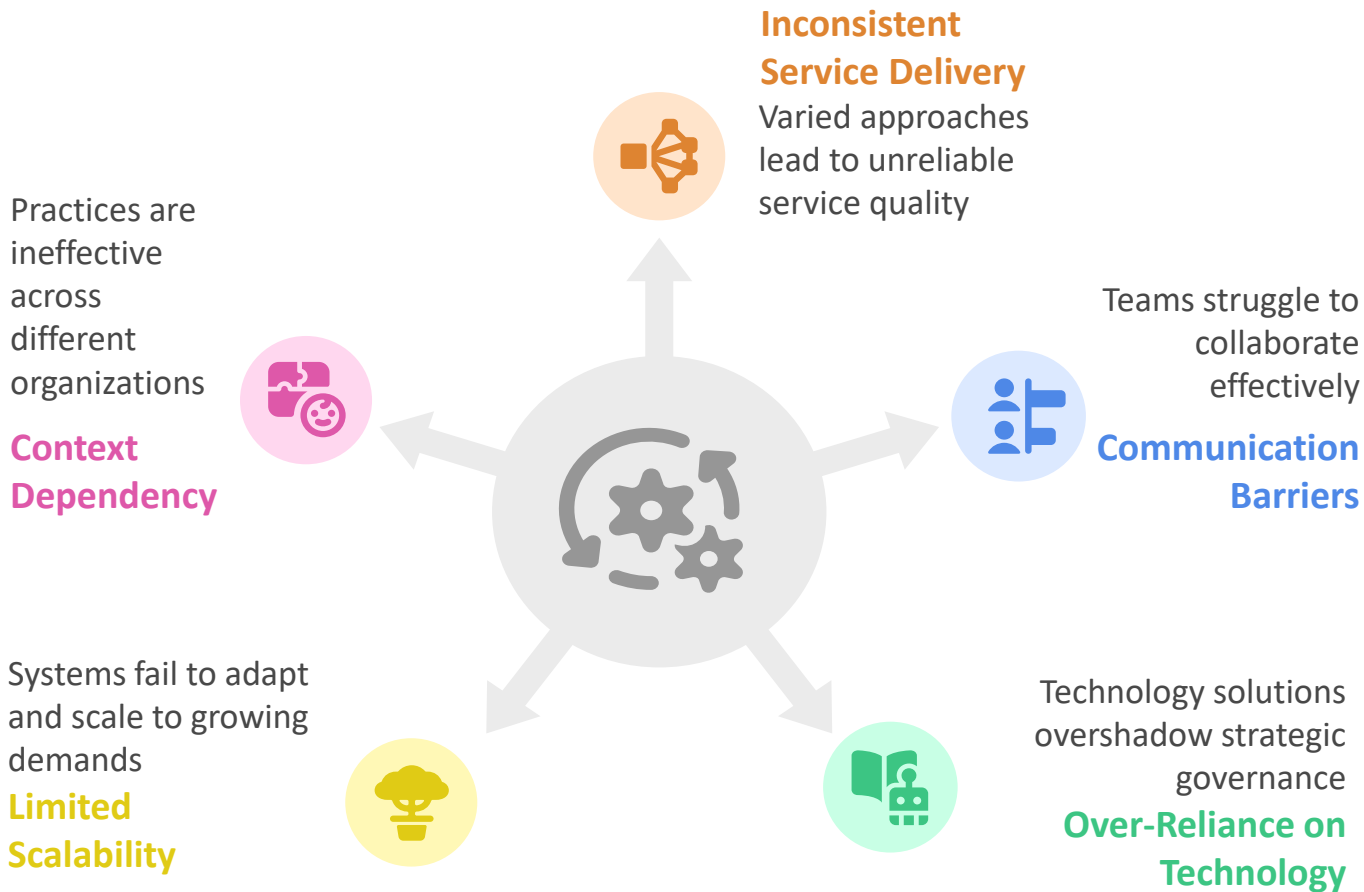 Inconsistent
Service Delivery
Varied approaches
lead to unreliable
service quality
Practices are
ineffective
across
different
organizations
Context
Dependency
Teams struggle to
collaborate
effectively
Communication
Barriers
Systems fail to adapt
and scale to growing
demands
Limited
Scalability
Technology solutions
overshadow strategic
governance
Over-Reliance on
Technology